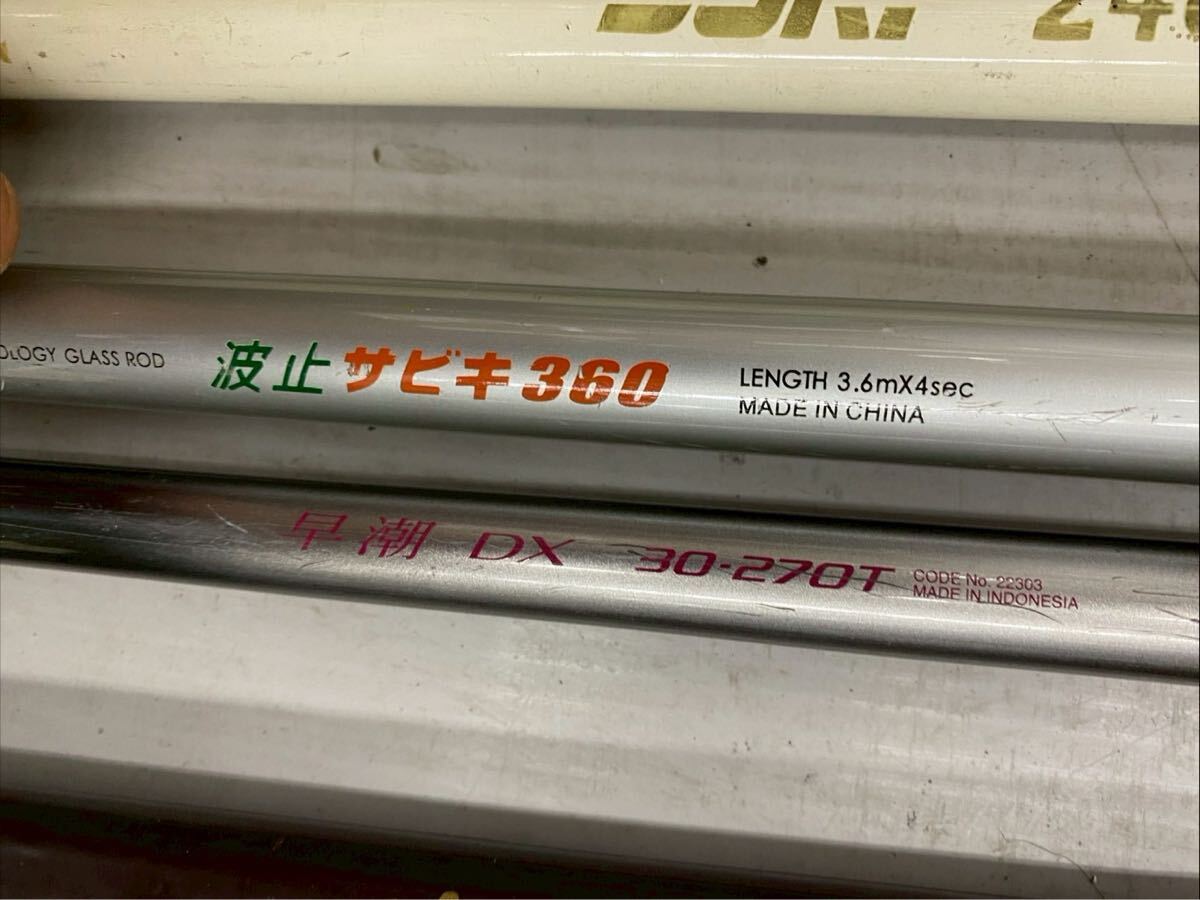 GLASS ROD
波止サビキ360
LENGTH 3.6mX4sec
MADE IN CHINA
早潮 DX 30-270T
CODE No. 22303
MADE IN INDONESIA